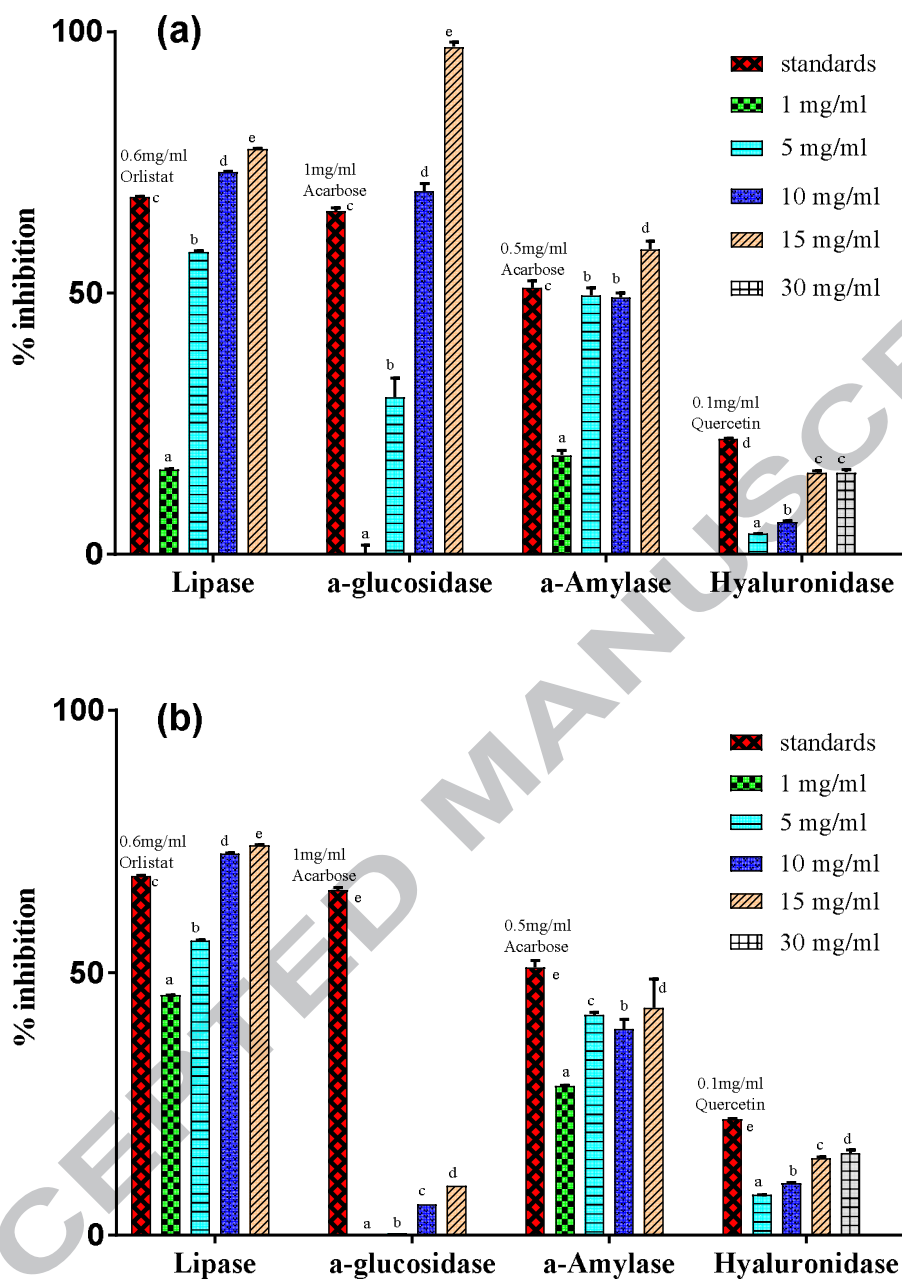 (a)
100
50
0
% inhibition
standards
1 mg/ml
5 mg/ml
10 mg/ml
15 mg/ml
30 mg/ml
0.6mg/ml
Orlistat
c
a
b
d
e
1mg/ml
Acarbose
c
a
b
d
e
0.5mg/ml
Acarbose
c
a
b
b
d
0.1mg/ml
Quercetin
d
a
b
c
c
Lipase
a-glucosidase
a-Amylase
Hyaluronidase
(b)
100
50
0
% inhibition
standards
1 mg/ml
5 mg/ml
10 mg/ml
15 mg/ml
30 mg/ml
0.6mg/ml
Orlistat
c
a
b
d
e
1mg/ml
Acarbose
e
a
b
c
d
0.5mg/ml
Acarbose
e
a
c
b
d
0.1mg/ml
Quercetin
e
a
b
c
d
Lipase
a-glucosidase
a-Amylase
Hyaluronidase
CEPTED MANUSCRI